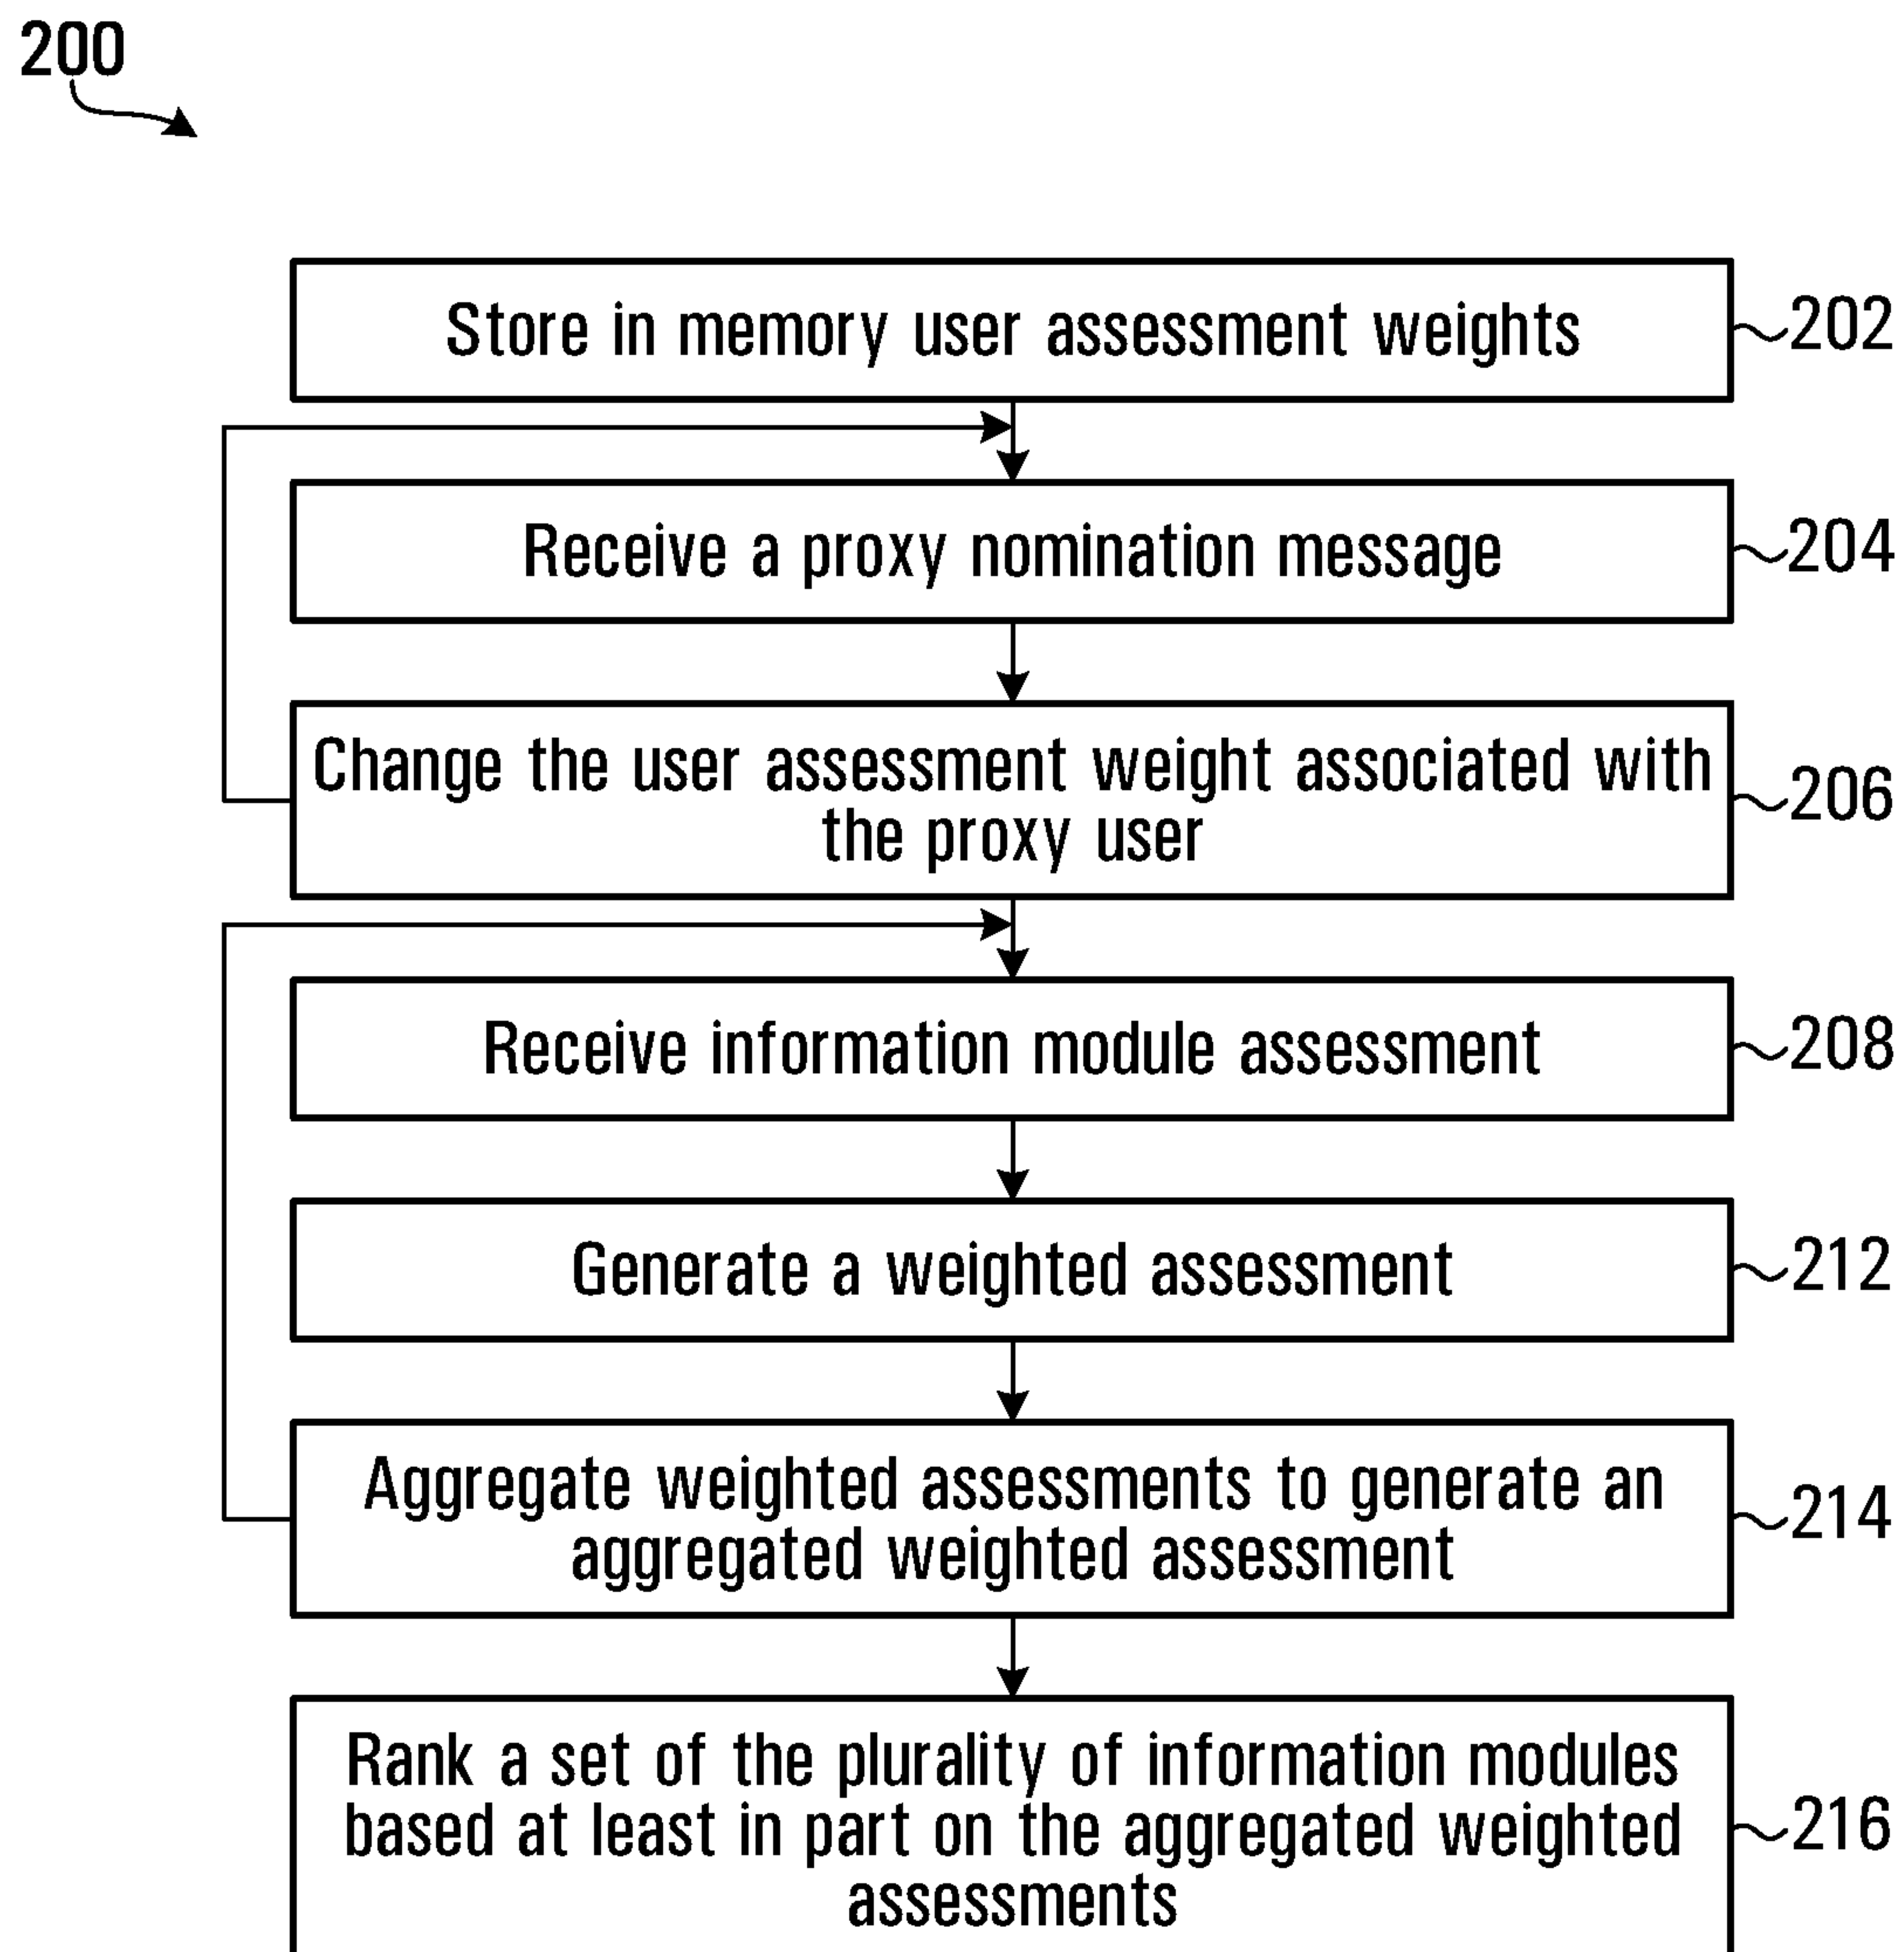 200
Store in memory user assessment weights
202
Receive a proxy nomination message
204
Change the user assessment weight associated with
the proxy user
206
Receive information module assessment
208
Generate a weighted assessment
212
Aggregate weighted assessments to generate an
aggregated weighted assessment
214
Rank a set of the plurality of information modules
based at least in part on the aggregated weighted
assessments
216